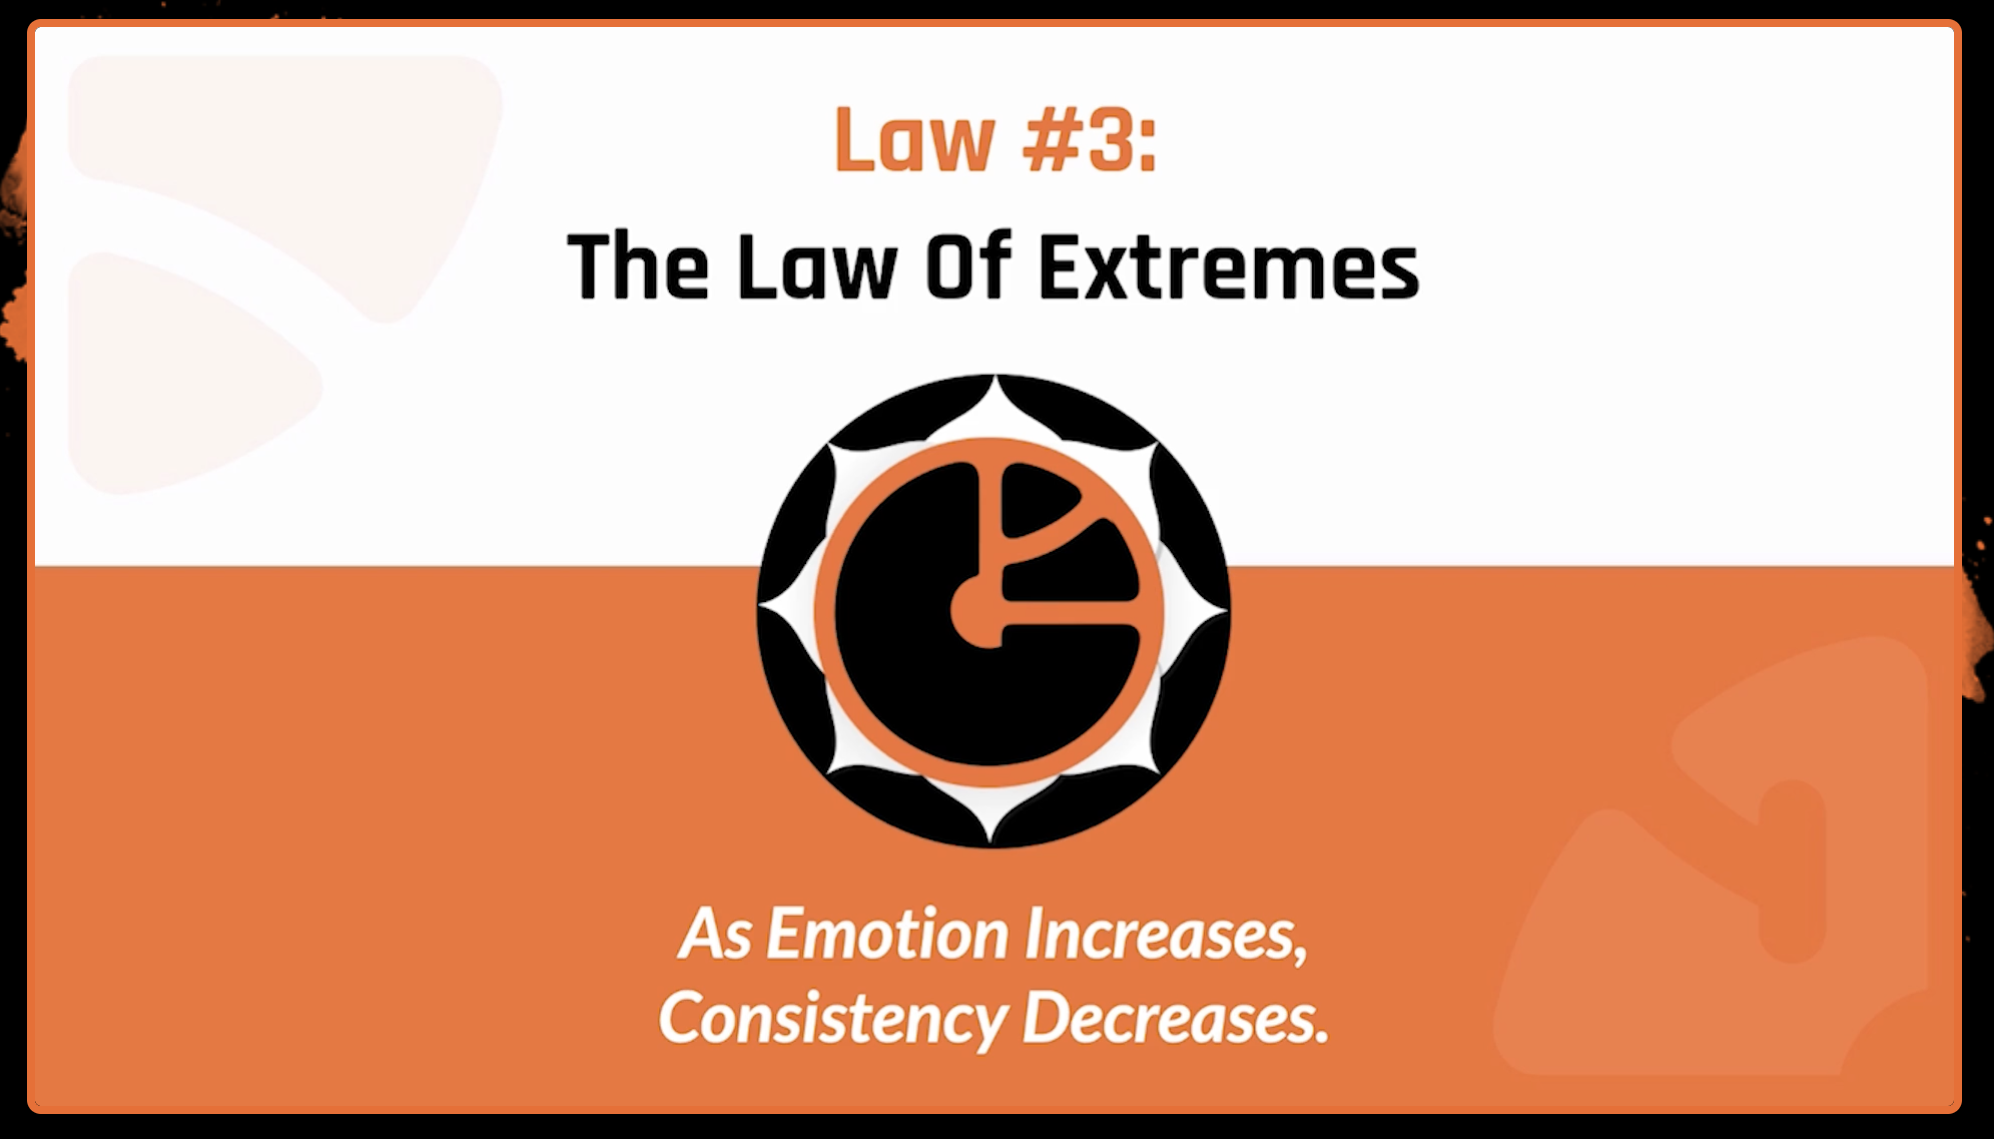 Law #3:
The Law Of Extremes
As Emotion Increases,
Consistency Decreases.